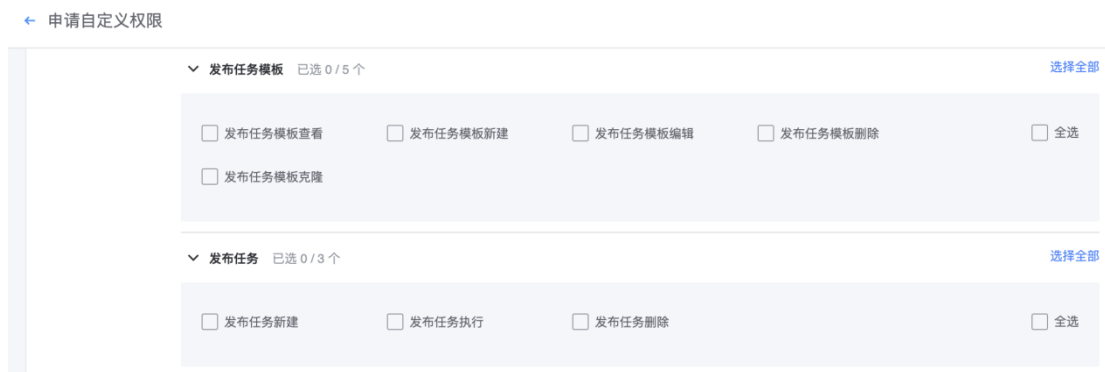 ← 申请自定义权限
发布任务模板 已选 0 / 5 个 选择全部
发布任务模板查看 发布任务模板新建 发布任务模板编辑 发布任务模板删除 全选
发布任务模板克隆
发布任务 已选 0 / 3 个 选择全部
发布任务新建 发布任务执行 发布任务删除 全选